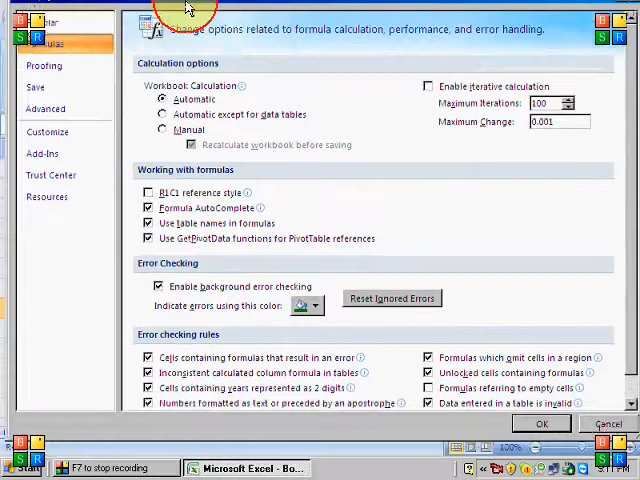 Formulas
Proofing
Save
Advanced
Customize
Add-Ins
Trust Center
Resources
Change options related to formula calculation, performance, and error handling.
Calculation options
Workbook Calculation
Automatic
Automatic except for data tables
Manual
Recalculate workbook before saving
Enable iterative calculation
Maximum Iterations: 100
Maximum Change: 0.001
Working with formulas
R1C1 reference style
Formula AutoComplete
Use table names in formulas
Use GetPivotData functions for PivotTable references
Error Checking
Enable background error checking
Indicate errors using this color:
Reset Ignored Errors
Error checking rules
Cells containing formulas that result in an error
Inconsistent calculated column formula in tables
Cells containing years represented as 2 digits
Numbers formatted as text or preceded by an apostrophe
Formulas which omit cells in a region
Unlocked cells containing formulas
Formulas referring to empty cells
Data entered in a table is invalid
OK
Cancel
100%
Start
F7 to stop recording
Microsoft Excel - Bo...
B
S R
B
S R
B
S R
B
S R